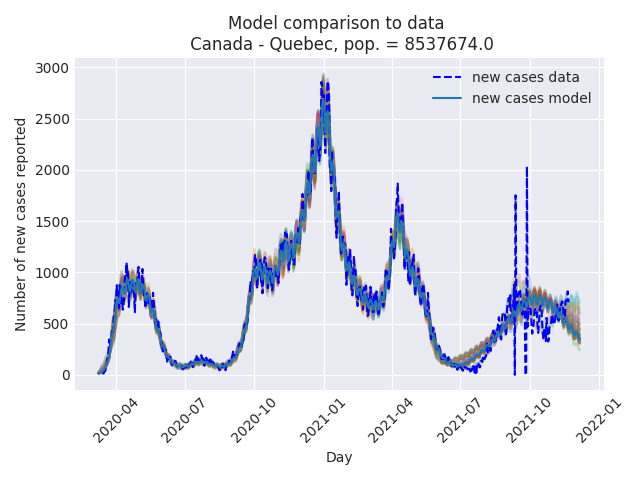 Model comparison to data
Canada - Quebec, pop. = 8537674.0
new cases data
new cases model
Number of new cases reported
3000
2500
2000
1500
1000
500
0
2020-04
2020-07
2020-10
2021-01
2021-04
2021-07
2021-10
2022-01
Day